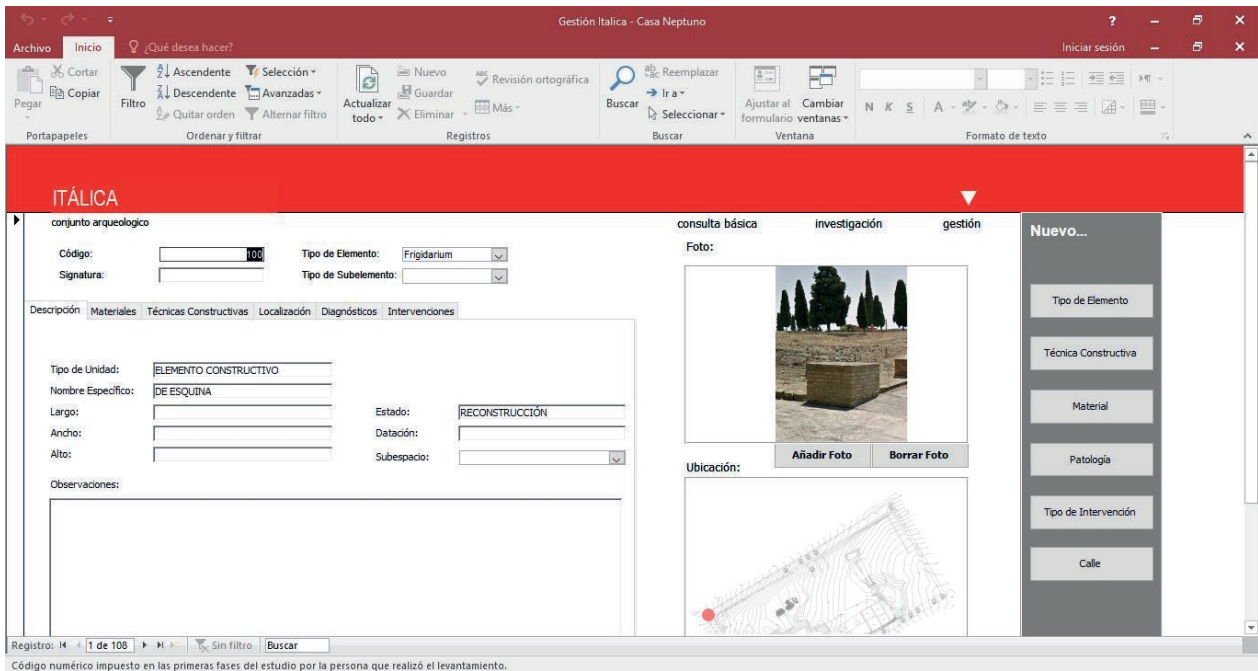 Gestión Italica - Casa Neptuno ?
Archivo Inicio ¿Qué desea hacer? Iniciar sesión
Cortar Ascendente Selección Nuevo Revisión ortográfica Reemplazar
Copiar Descendente Avanzadas Guardar Ir a
Pegar Filtro Quitar orden Alternar filtro Actualizar todo Eliminar Más Buscar Seleccionar Ajustar al formulario Cambiar ventanas N K S A
Portapapeles Ordenar y filtrar Registros Buscar Ventana Formato de texto
ITÁLICA
conjunto arqueologico consulta básica investigación gestión
Nuevo...
Código: 100 Tipo de Elemento: Frigidarium Foto:
Signatura: Tipo de Subelemento:
Descripción Materiales Técnicas Constructivas Localización Diagnósticos Intervenciones
Tipo de Elemento
Técnica Constructiva
Material
Patología
Tipo de Intervención
Calle
Tipo de Unidad: ELEMENTO CONSTRUCTIVO
Nombre Específico: DE ESQUINA
Largo: Estado: RECONSTRUCCIÓN
Ancho: Datación:
Alto: Subespacio:
Añadir Foto Borrar Foto
Ubicación:
Observaciones:
Registro: 1 de 108 Sin filtro Buscar
Código numérico impuesto en las primeras fases del estudio por la persona que realizó el levantamiento.